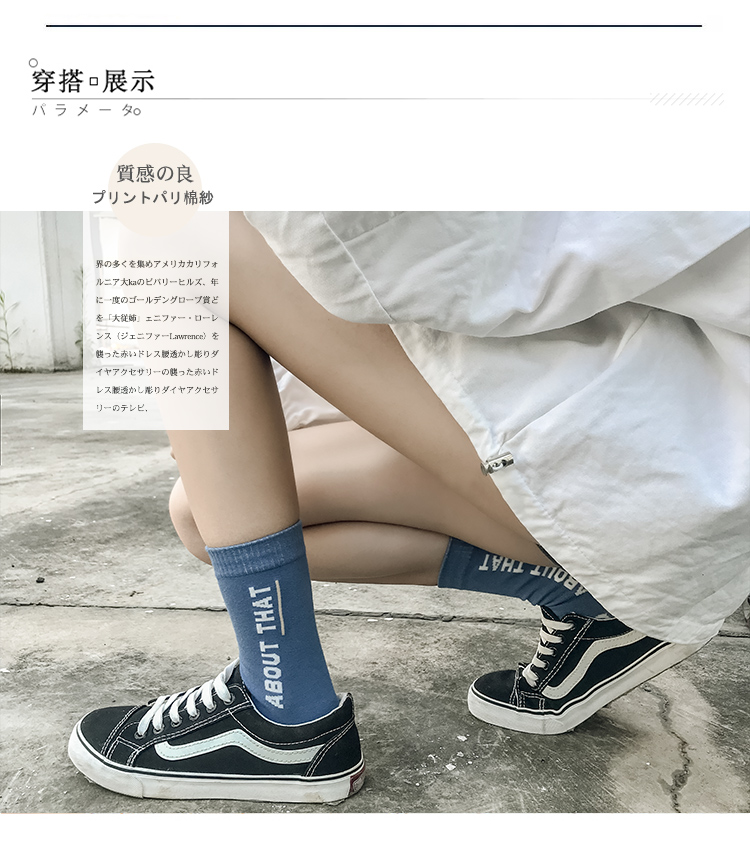 穿搭 展示
パラメータ
質感の良
プリントパリ棉紗
界の多くを集めアメリカカリフォ
ルニア大kaのビバリーヒルズ、年
に一度のゴールデングローブ賞ど
を「大従姉」ェニファー・ローレ
ンス（ジェニファーLawrence）を
襲った赤いドレス腰透かし彫りダ
イヤアクセサリーの襲った赤いド
レス腰透かし彫りダイヤアクセサ
リーのテレビ、
ABOUT THAT
ABOUT THAT